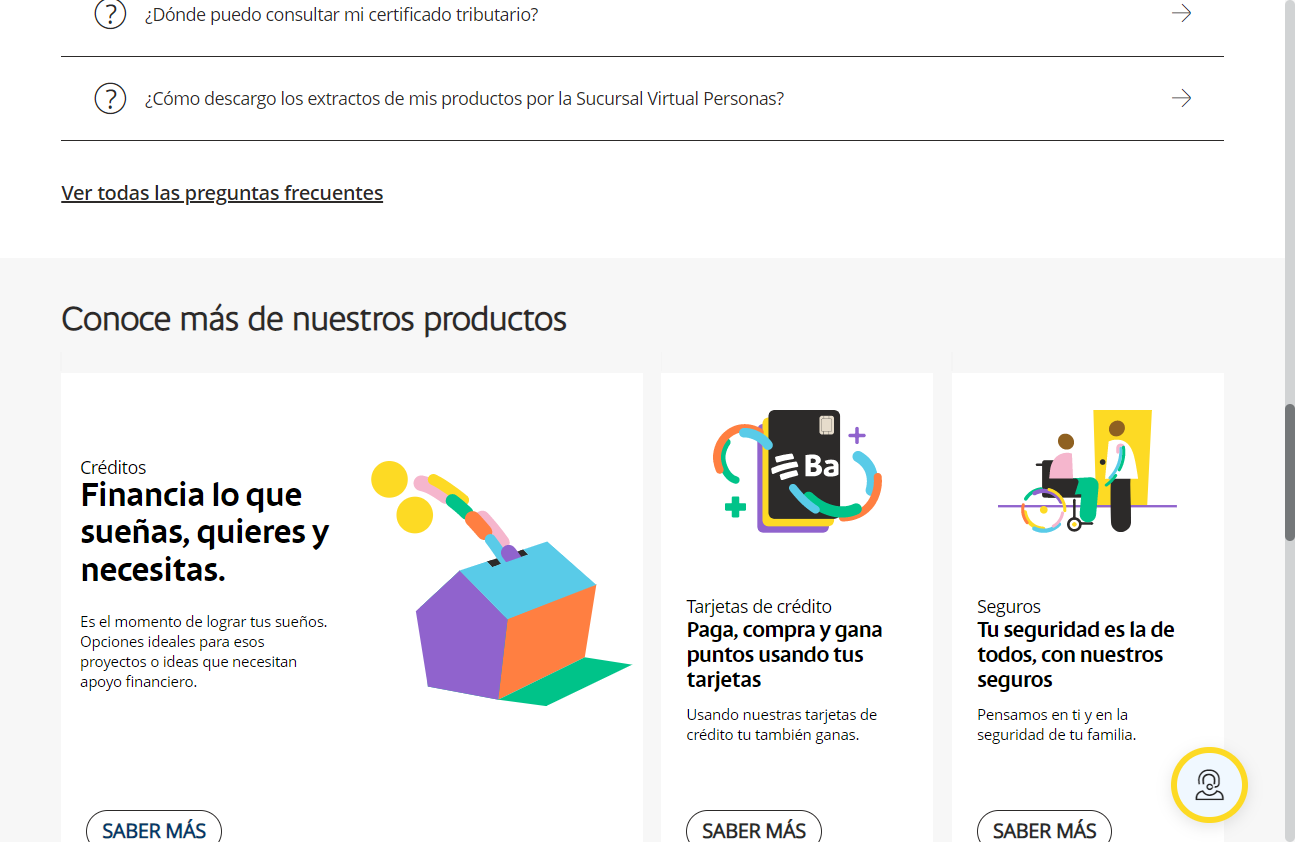 ¿Dónde puedo consultar mi certificado tributario?
¿Cómo descargo los extractos de mis productos por la Sucursal Virtual Personas?
Ver todas las preguntas frecuentes
Conoce más de nuestros productos
Créditos
Financia lo que
sueñas, quieres y
necesitas.
Es el momento de lograr tus sueños.
Opciones ideales para esos
proyectos o ideas que necesitan
apoyo financiero.
SABER MÁS
Ba
Tarjetas de crédito
Paga, compra y gana
puntos usando tus
tarjetas
Usando nuestras tarjetas de
crédito tu también ganas.
SABER MÁS
Seguros
Tu seguridad es la de
todos, con nuestros
seguros
Pensamos en ti y en la
seguridad de tu familia.
SABER MÁS